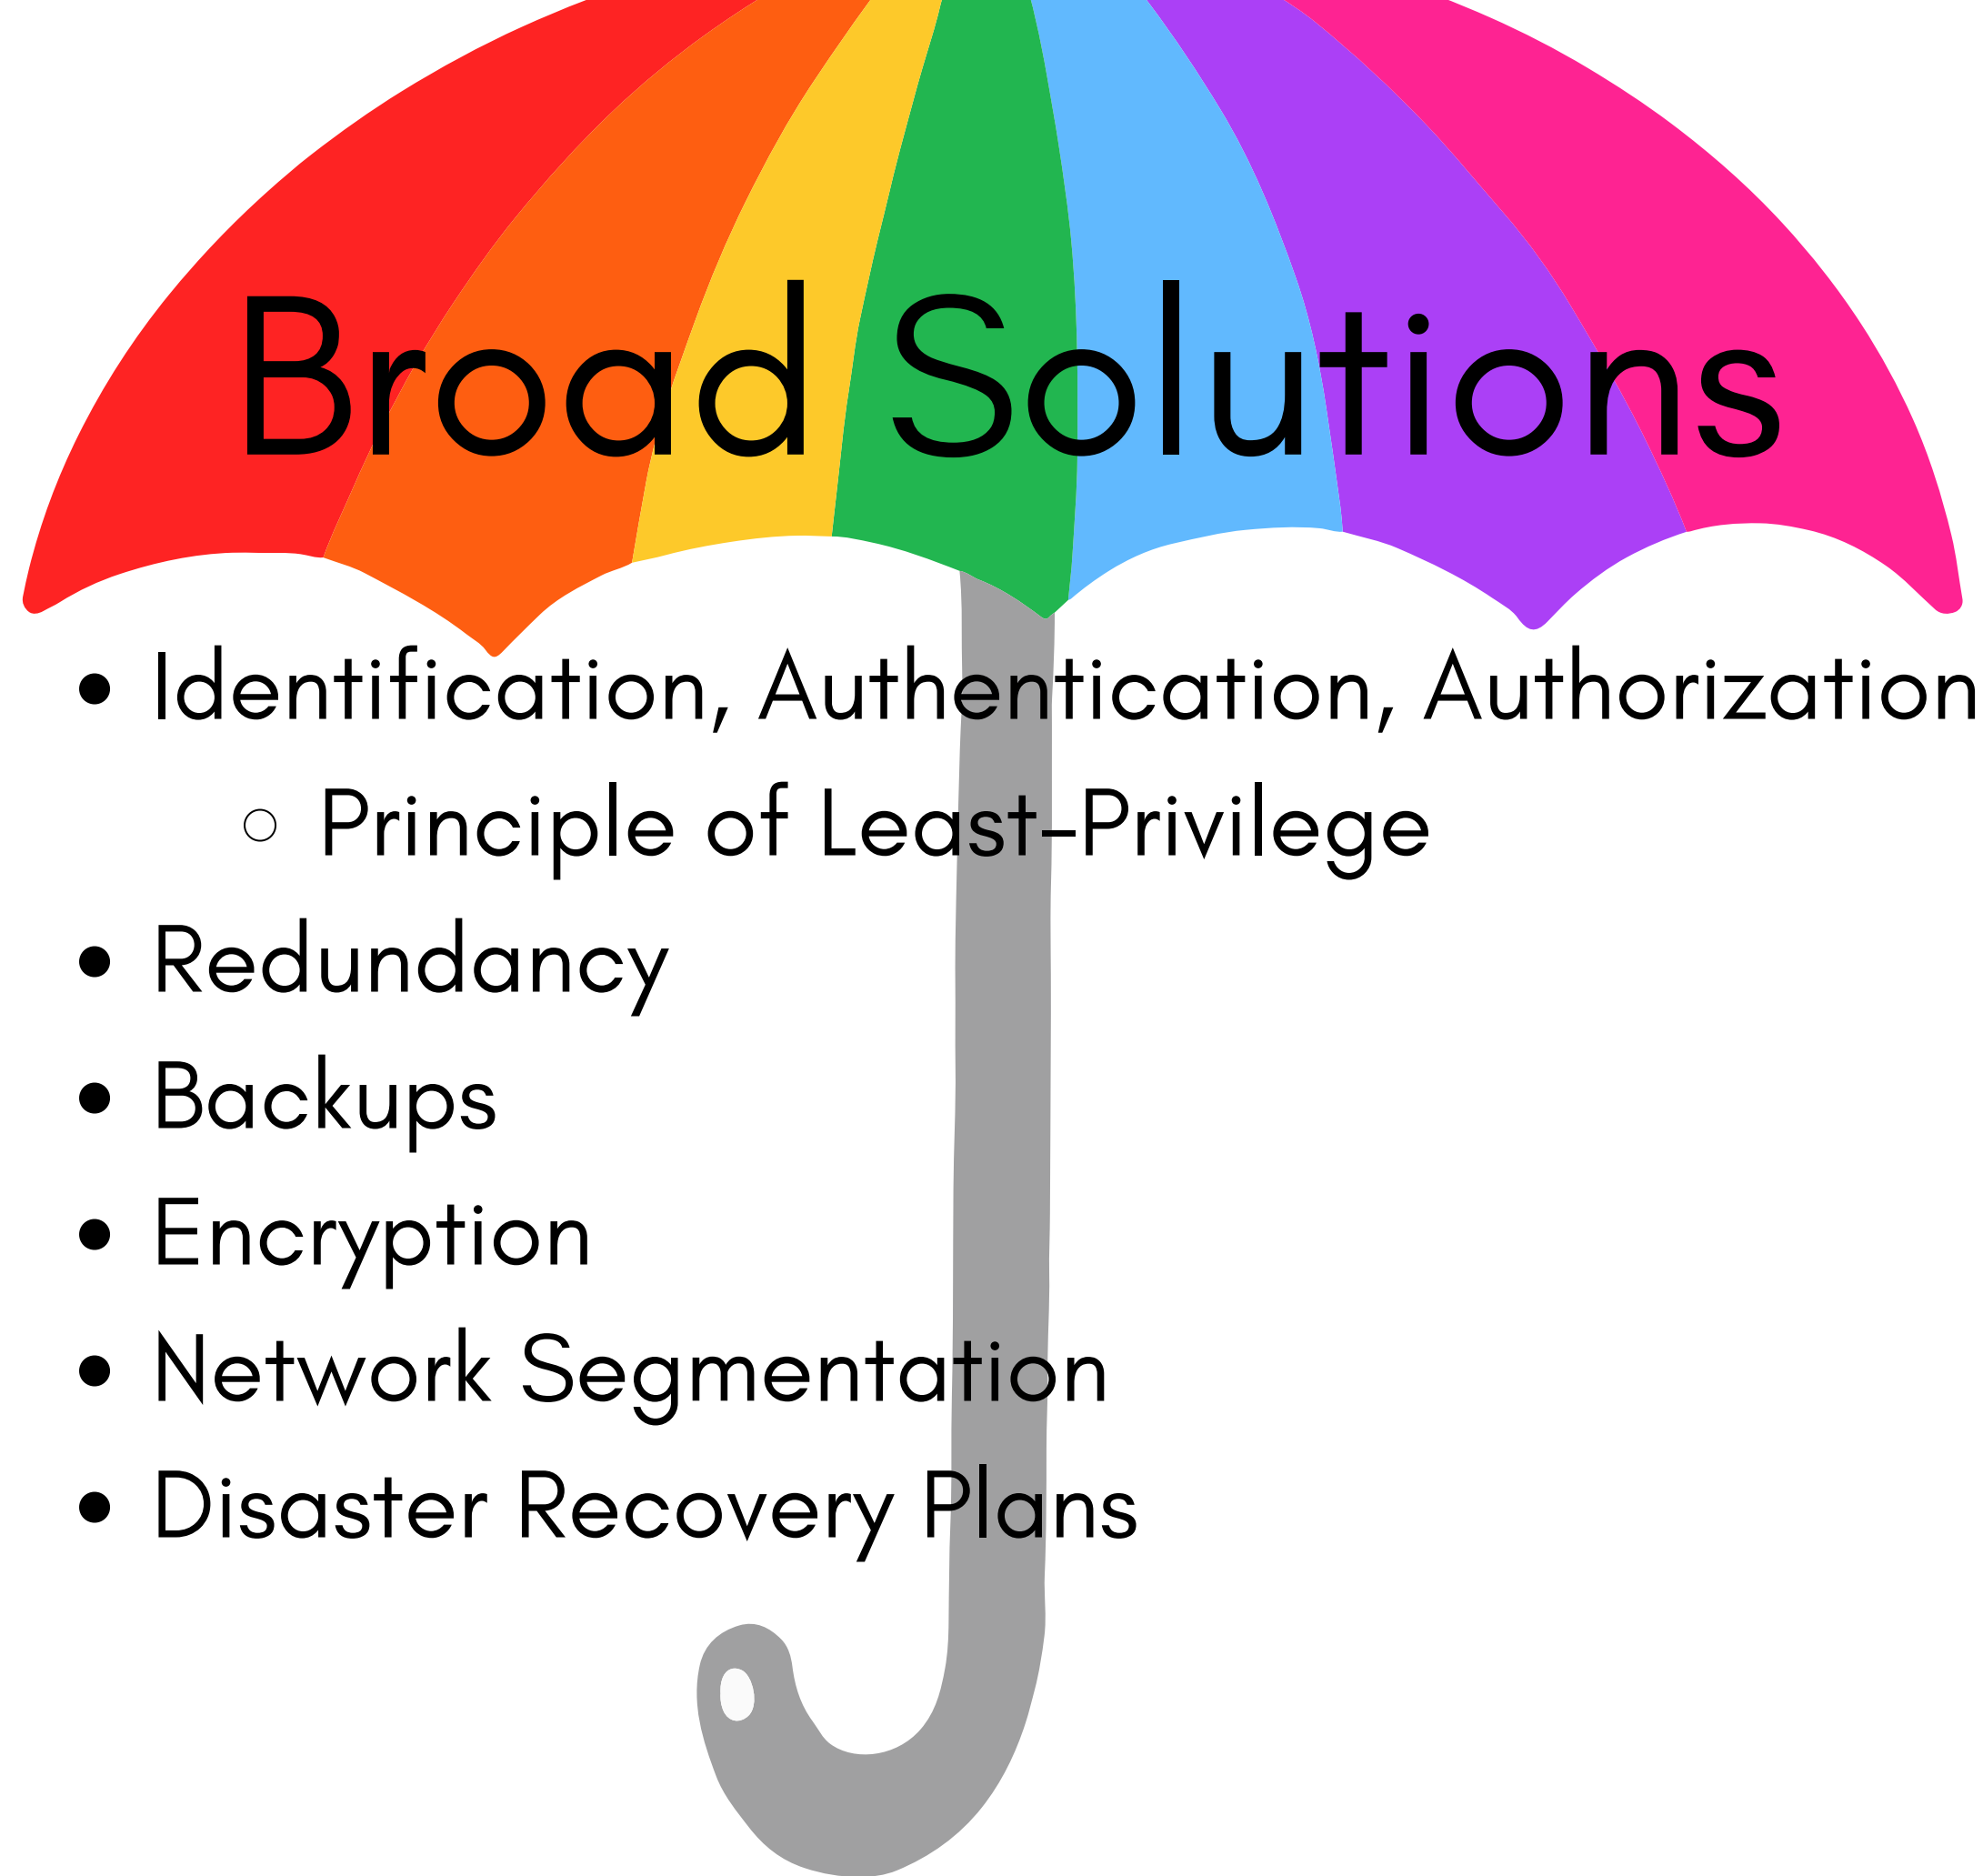 Broad Solutions
• Identification, Authentication, Authorization
○ Principle of Least-Privilege
• Redundancy
• Backups
• Encryption
• Network Segmentation
• Disaster Recovery Plans